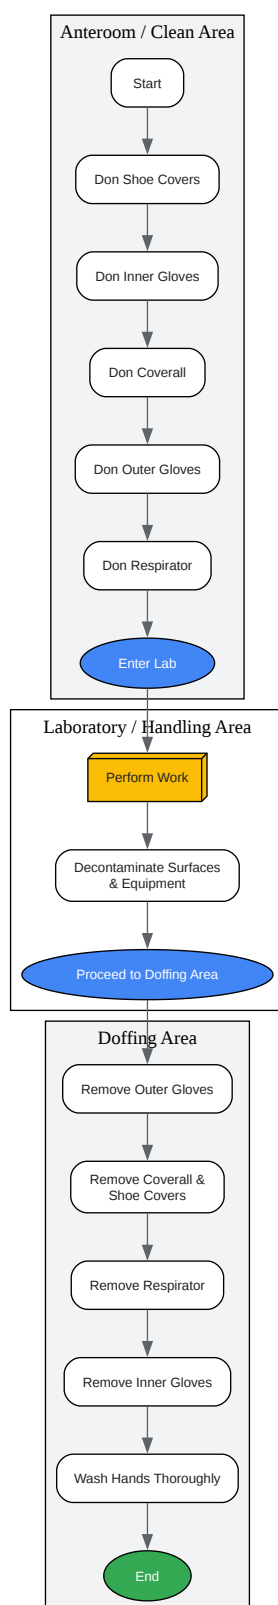 Anteroom / Clean Area
Start
Don Shoe Covers
Don Inner Gloves
Don Coverall
Don Outer Gloves
Don Respirator
Enter Lab
Laboratory / Handling Area
Perform Work
Decontaminate Surfaces
& Equipment
Proceed to Doffing Area
Doffing Area
Remove Outer Gloves
Remove Coverall &
Shoe Covers
Remove Respirator
Remove Inner Gloves
Wash Hands Thoroughly
End